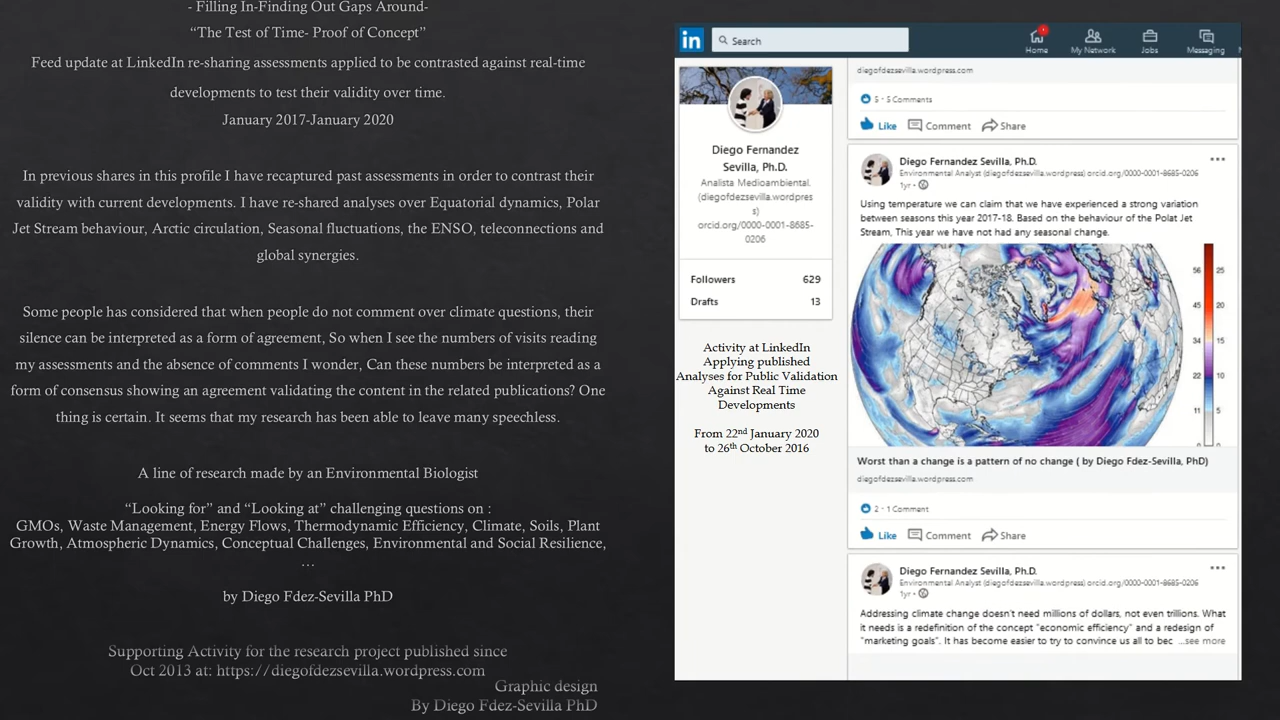 - Filling In-Finding Out Gaps Around-
“The Test of Time- Proof of Concept”
Feed update at LinkedIn re-sharing assessments applied to be contrasted against real-time
developments to test their validity over time.
January 2017-January 2020
In previous shares in this profile I have recaptured past assessments in order to contrast their
validity with current developments. I have re-shared analyses over Equatorial dynamics, Polar
Jet Stream behaviour, Arctic circulation, Seasonal fluctuations, the ENSO, teleconnections and
global synergies.
Some people has considered that when people do not comment over climate questions, their
silence can be interpreted as a form of agreement, So when I see the numbers of visits reading
my assessments and the absence of comments I wonder, Can these numbers be interpreted as a
form of consensus showing an agreement validating the content in the related publications? One
thing is certain. It seems that my research has been able to leave many speechless.
A line of research made by an Environmental Biologist
“Looking for” and “Looking at” challenging questions on :
GMOs, Waste Management, Energy Flows, Thermodynamic Efficiency, Climate, Soils, Plant
Growth, Atmospheric Dynamics, Conceptual Challenges, Environmental and Social Resilience,
…
by Diego Fdez-Sevilla PhD
Supporting Activity for the research project published since
Oct 2013 at: https://diegofdezsevilla.wordpress.com
Graphic design
By Diego Fdez-Sevilla PhD
in
Search
Home
My Network
Jobs
Messaging
Diego Fernandez
Sevilla, Ph.D.
Analista Medioambiental.
(diegofdezsevilla.wordpres
s)
orcid.org/0000-0001-8685-
0206
Followers 629
Drafts 13
Activity at LinkedIn
Applying published
Analyses for Public Validation
Against Real Time
Developments
From 22nd January 2020
to 26th October 2016
diegofdezsevilla.wordpress.com
5 · 5 Comments
Like Comment Share
Diego Fernandez Sevilla, Ph.D.
Environmental Analyst (diegofdezsevilla.wordpress) orcid.org/0000-0001-8685-0206
1yr •
Using temperature we can claim that we have experienced a strong variation
between seasons this year 2017-18. Based on the behaviour of the Polat Jet
Stream, This year we have not had any seasonal change.
56 25
45 20
34 15
22 10
11 5
0 0
Worst than a change is a pattern of no change ( by Diego Fdez-Sevilla, PhD)
diegofdezsevilla.wordpress.com
2 · 1 Comment
Like Comment Share
Diego Fernandez Sevilla, Ph.D.
Environmental Analyst (diegofdezsevilla.wordpress) orcid.org/0000-0001-8685-0206
1yr •
Addressing climate change doesn't need millions of dollars, not even trillions. What
it needs is a redefinition of the concept "economic efficiency" and a redesign of
"marketing goals". It has become easier to try to convince us all to bec ...see more